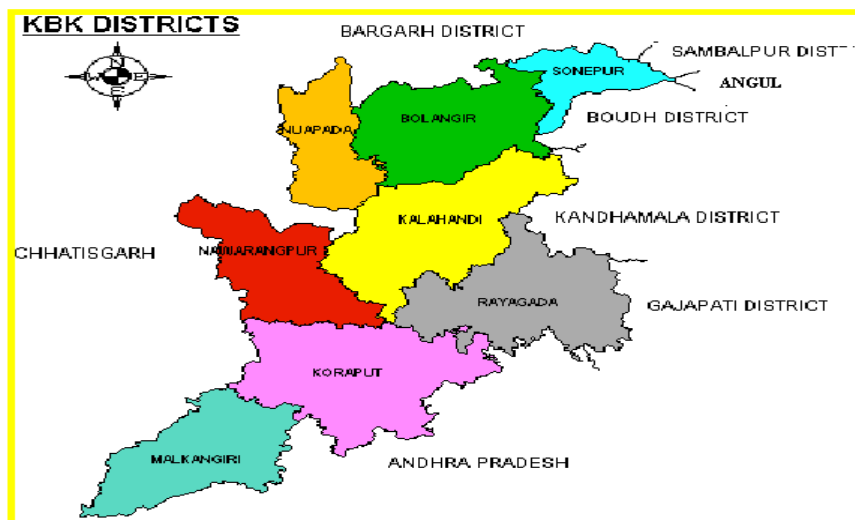 KBK DISTRICTS
BARGARH DISTRICT
SAMBALPUR DIST
N
W E
S
SONEPUR
ANGUL
BOLANGIR
BOUDH DISTRICT
NUAPADA
KALAHANDI
KANDHAMALA DISTRICT
CHHATISGARH
NAWARANGPUR
RAYAGADA
GAJAPATI DISTRICT
KORAPUT
MALKANGIRI
ANDHRA PRADESH